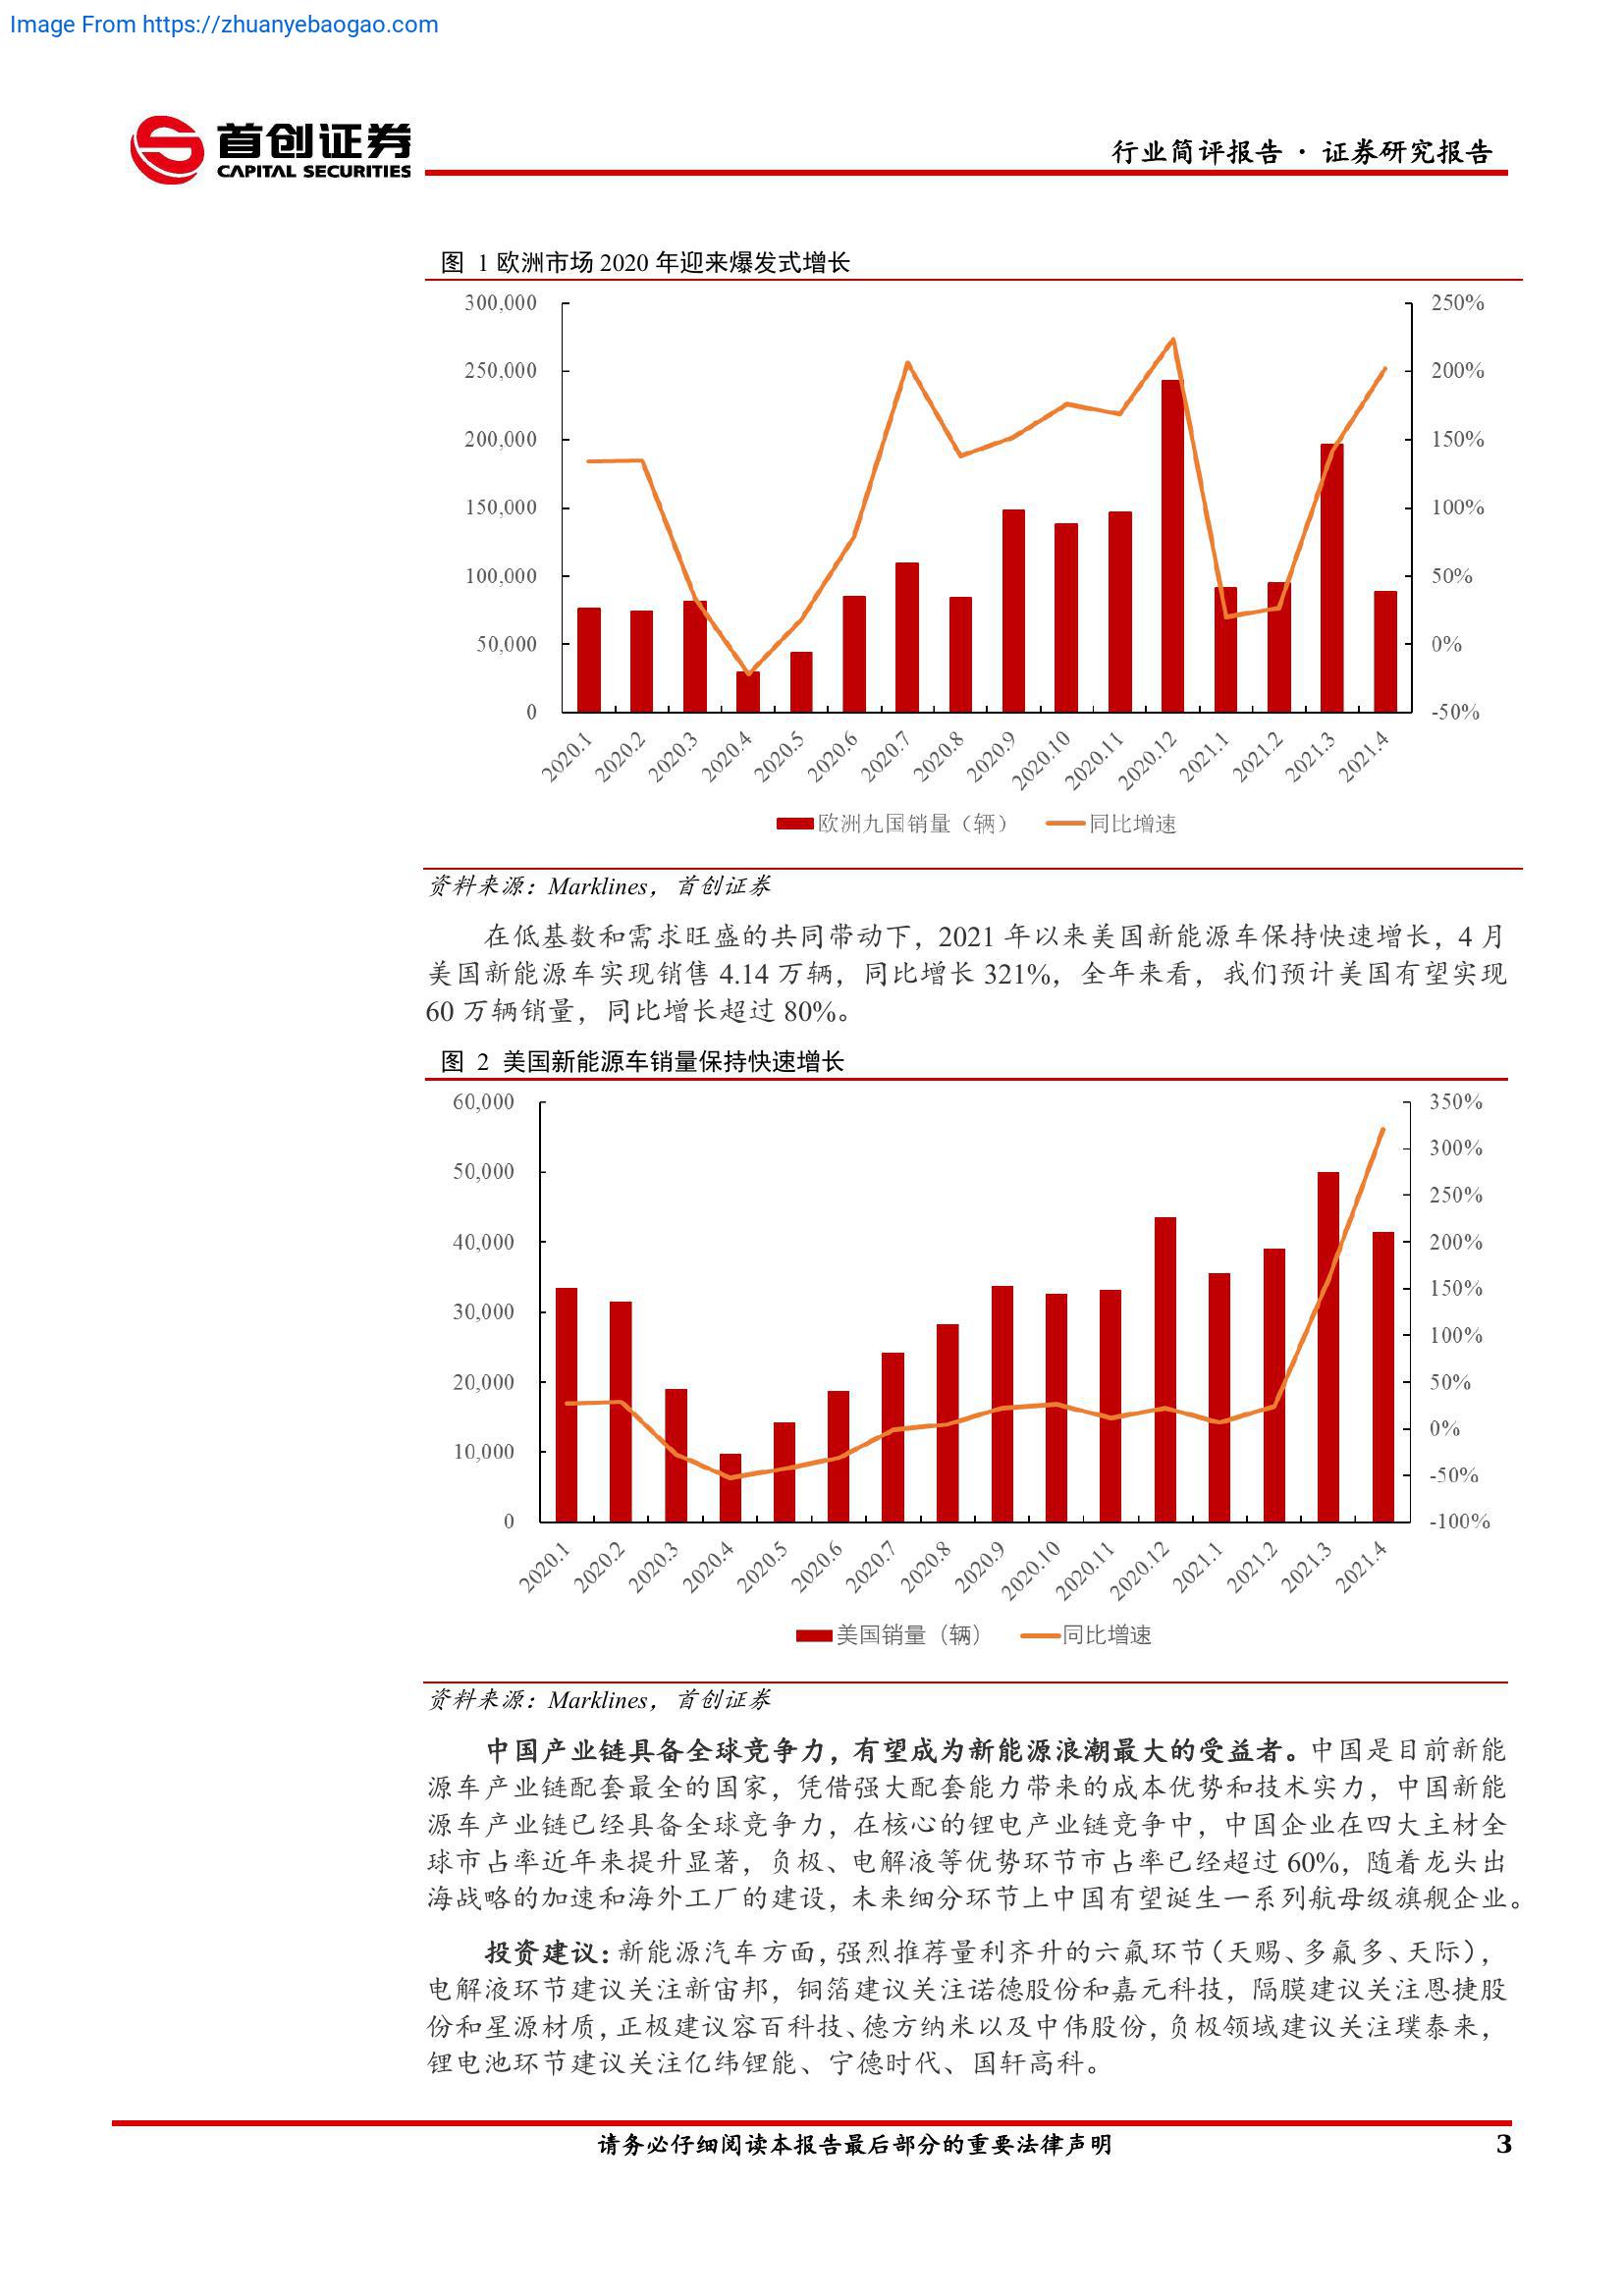 Image From https://zhuanyebaogao.com
首创证券
CAPITAL SECURITIES
行业简评报告 · 证券研究报告
图 1 欧洲市场 2020 年迎来爆发式增长
300,000
250,000
200,000
150,000
100,000
50,000
0
250%
200%
150%
100%
50%
0%
-50%
2020.1
2020.2
2020.3
2020.4
2020.5
2020.6
2020.7
2020.8
2020.9
2020.10
2020.11
2020.12
2021.1
2021.2
2021.3
2021.4
欧洲九国销量（辆） 同比增速
资料来源：Marklines，首创证券
在低基数和需求旺盛的共同带动下，2021 年以来美国新能源车保持快速增长，4 月
美国新能源车实现销售 4.14 万辆，同比增长 321%，全年来看，我们预计美国有望实现
60 万辆销量，同比增长超过 80%。
图 2 美国新能源车销量保持快速增长
60,000
50,000
40,000
30,000
20,000
10,000
0
350%
300%
250%
200%
150%
100%
50%
0%
-50%
-100%
2020.1
2020.2
2020.3
2020.4
2020.5
2020.6
2020.7
2020.8
2020.9
2020.10
2020.11
2020.12
2021.1
2021.2
2021.3
2021.4
美国销量（辆） 同比增速
资料来源：Marklines，首创证券
中国产业链具备全球竞争力，有望成为新能源浪潮最大的受益者。中国是目前新能
源车产业链配套最全的国家，凭借强大配套能力带来的成本优势和技术实力，中国新能
源车产业链已经具备全球竞争力，在核心的锂电产业链竞争中，中国企业在四大主材全
球市占率近年来提升显著，负极、电解液等优势环节市占率已经超过 60%，随着龙头出
海战略的加速和海外工厂的建设，未来细分环节上中国有望诞生一系列航母级旗舰企业。
投资建议：新能源汽车方面，强烈推荐量利齐升的六氟环节（天赐、多氟多、天际），
电解液环节建议关注新宙邦，铜箔建议关注诺德股份和嘉元科技，隔膜建议关注恩捷股
份和星源材质，正极建议容百科技、德方纳米以及中伟股份，负极领域建议关注璞泰来，
锂电池环节建议关注亿纬锂能、宁德时代、国轩高科。
请务必仔细阅读本报告最后部分的重要法律声明
3